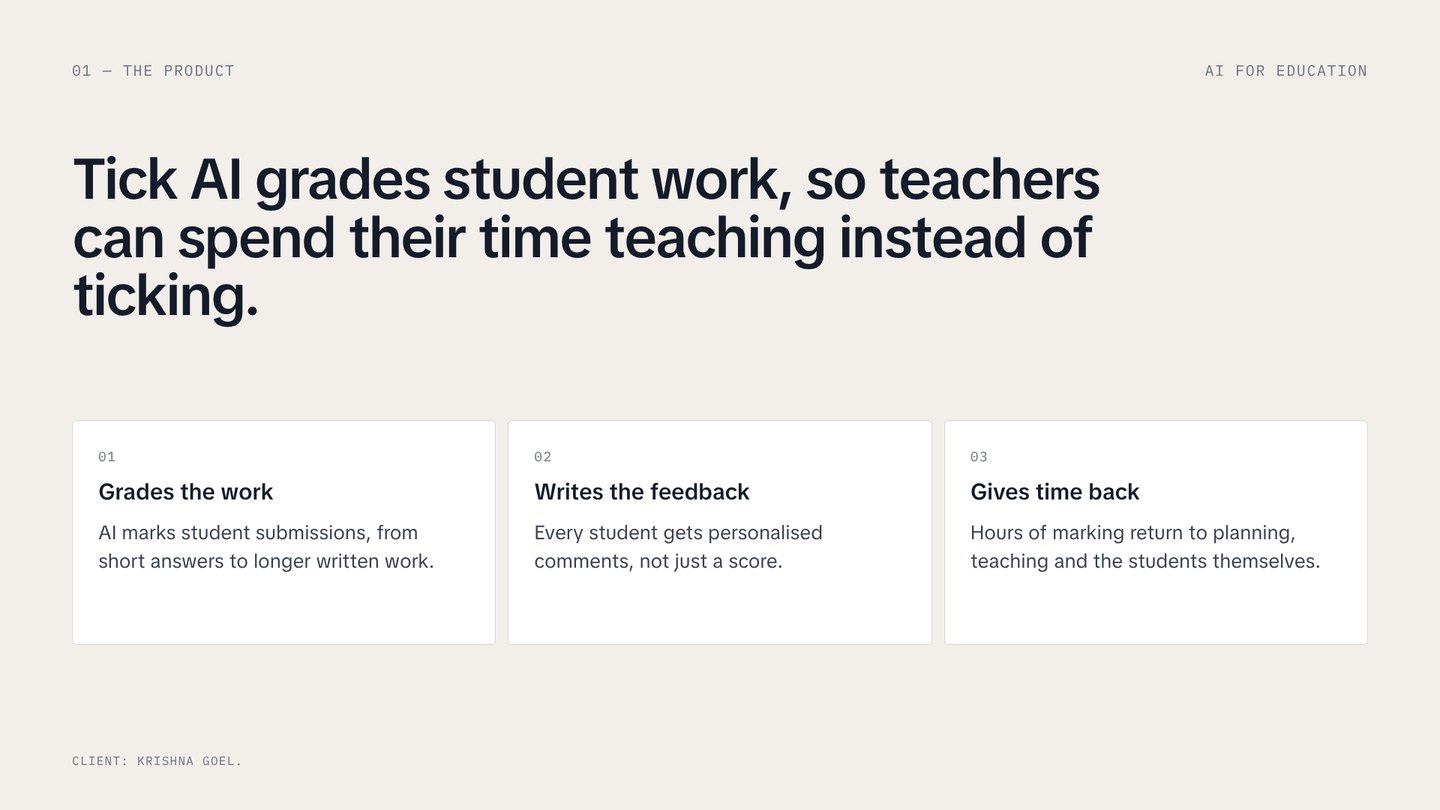 01 — THE PRODUCT
AI FOR EDUCATION
Tick AI grades student work, so teachers
can spend their time teaching instead of
ticking.
01
Grades the work
AI marks student submissions, from
short answers to longer written work.
02
Writes the feedback
Every student gets personalised
comments, not just a score.
03
Gives time back
Hours of marking return to planning,
teaching and the students themselves.
CLIENT: KRISHNA GOEL.